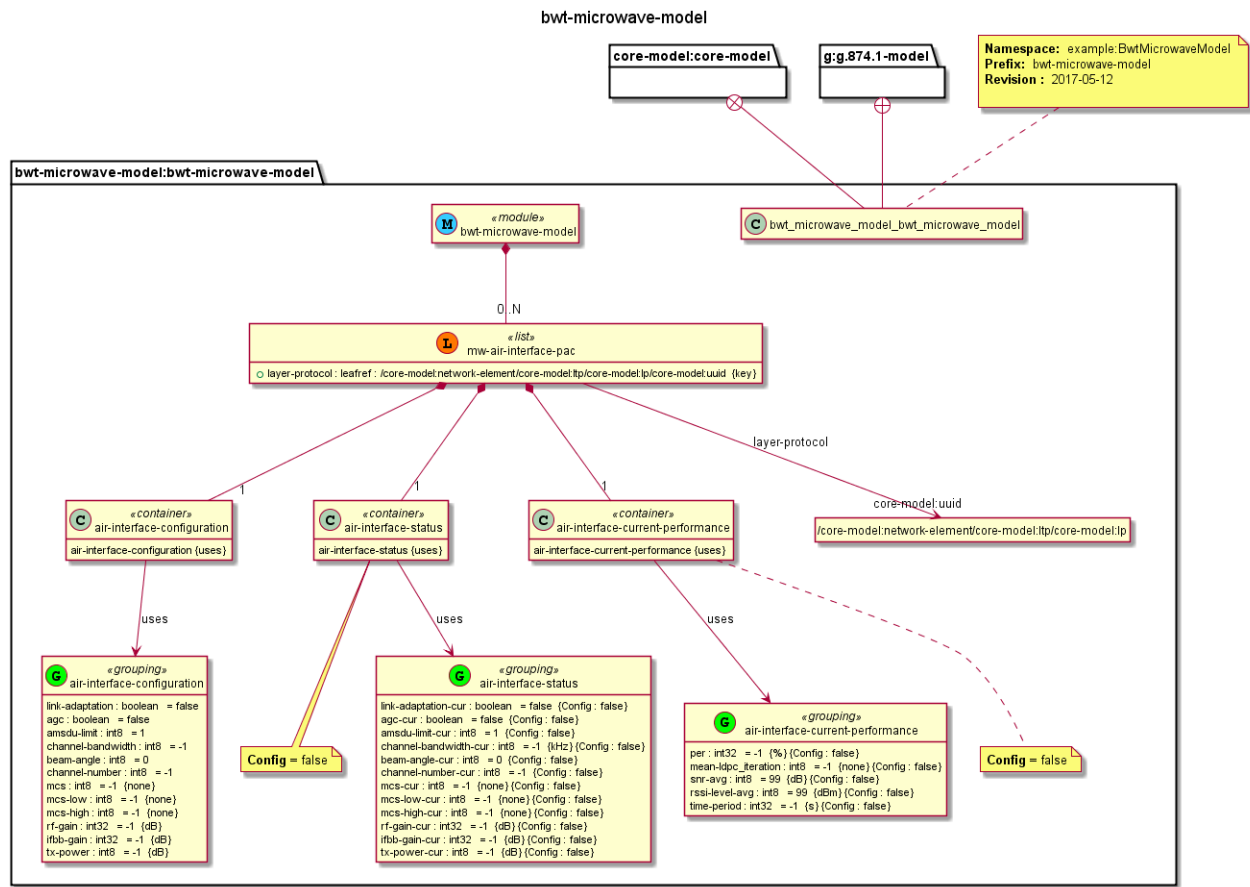 bwt-microwave-model
core-model:core-model
g:g.874.1-model
Namespace: example:BwtMicrowaveModel
Prefix: bwt-microwave-model
Revision : 2017-05-12
bwt-microwave-model:bwt-microwave-model
M «module»
bwt-microwave-model
C bwt_microwave_model_bwt_microwave_model
0..N
L «list»
mw-air-interface-pac
layer-protocol : leafref : /core-model:network-element/core-model:ltp/core-model:lp/core-model:uuid {key}
layer-protocol
1
1
1
core-model:uuid
C «container»
air-interface-configuration
air-interface-configuration {uses}
C «container»
air-interface-status
air-interface-status {uses}
C «container»
air-interface-current-performance
air-interface-current-performance {uses}
/core-model:network-element/core-model:ltp/core-model:lp
uses
uses
uses
G «grouping»
air-interface-configuration
link-adaptation : boolean = false
agc : boolean = false
amsdu-limit : int8 = 1
channel-bandwidth : int8 = -1
beam-angle : int8 = 0
channel-number : int8 = -1
mcs : int8 = -1 {none}
mcs-low : int8 = -1 {none}
mcs-high : int8 = -1 {none}
rf-gain : int32 = -1 {dB}
ifbb-gain : int32 = -1 {dB}
tx-power : int8 = -1 {dB}
Config = false
G «grouping»
air-interface-status
link-adaptation-cur : boolean = false {Config : false}
agc-cur : boolean = false {Config : false}
amsdu-limit-cur : int8 = 1 {Config : false}
channel-bandwidth-cur : int8 = -1 {kHz}{Config : false}
beam-angle-cur : int8 = 0 {Config : false}
channel-number-cur : int8 = -1 {Config : false}
mcs-cur : int8 = -1 {none}{Config : false}
mcs-low-cur : int8 = -1 {none}{Config : false}
mcs-high-cur : int8 = -1 {none}{Config : false}
rf-gain-cur : int32 = -1 {dB}{Config : false}
ifbb-gain-cur : int32 = -1 {dB}{Config : false}
tx-power-cur : int8 = -1 {dB}{Config : false}
G «grouping»
air-interface-current-performance
per : int32 = -1 {%}{Config : false}
mean-ldpc_iteration : int8 = -1 {none}{Config : false}
snr-avg : int8 = 99 {dB}{Config : false}
rssi-level-avg : int8 = 99 {dBm}{Config : false}
time-period : int32 = -1 {s}{Config : false}
Config = false